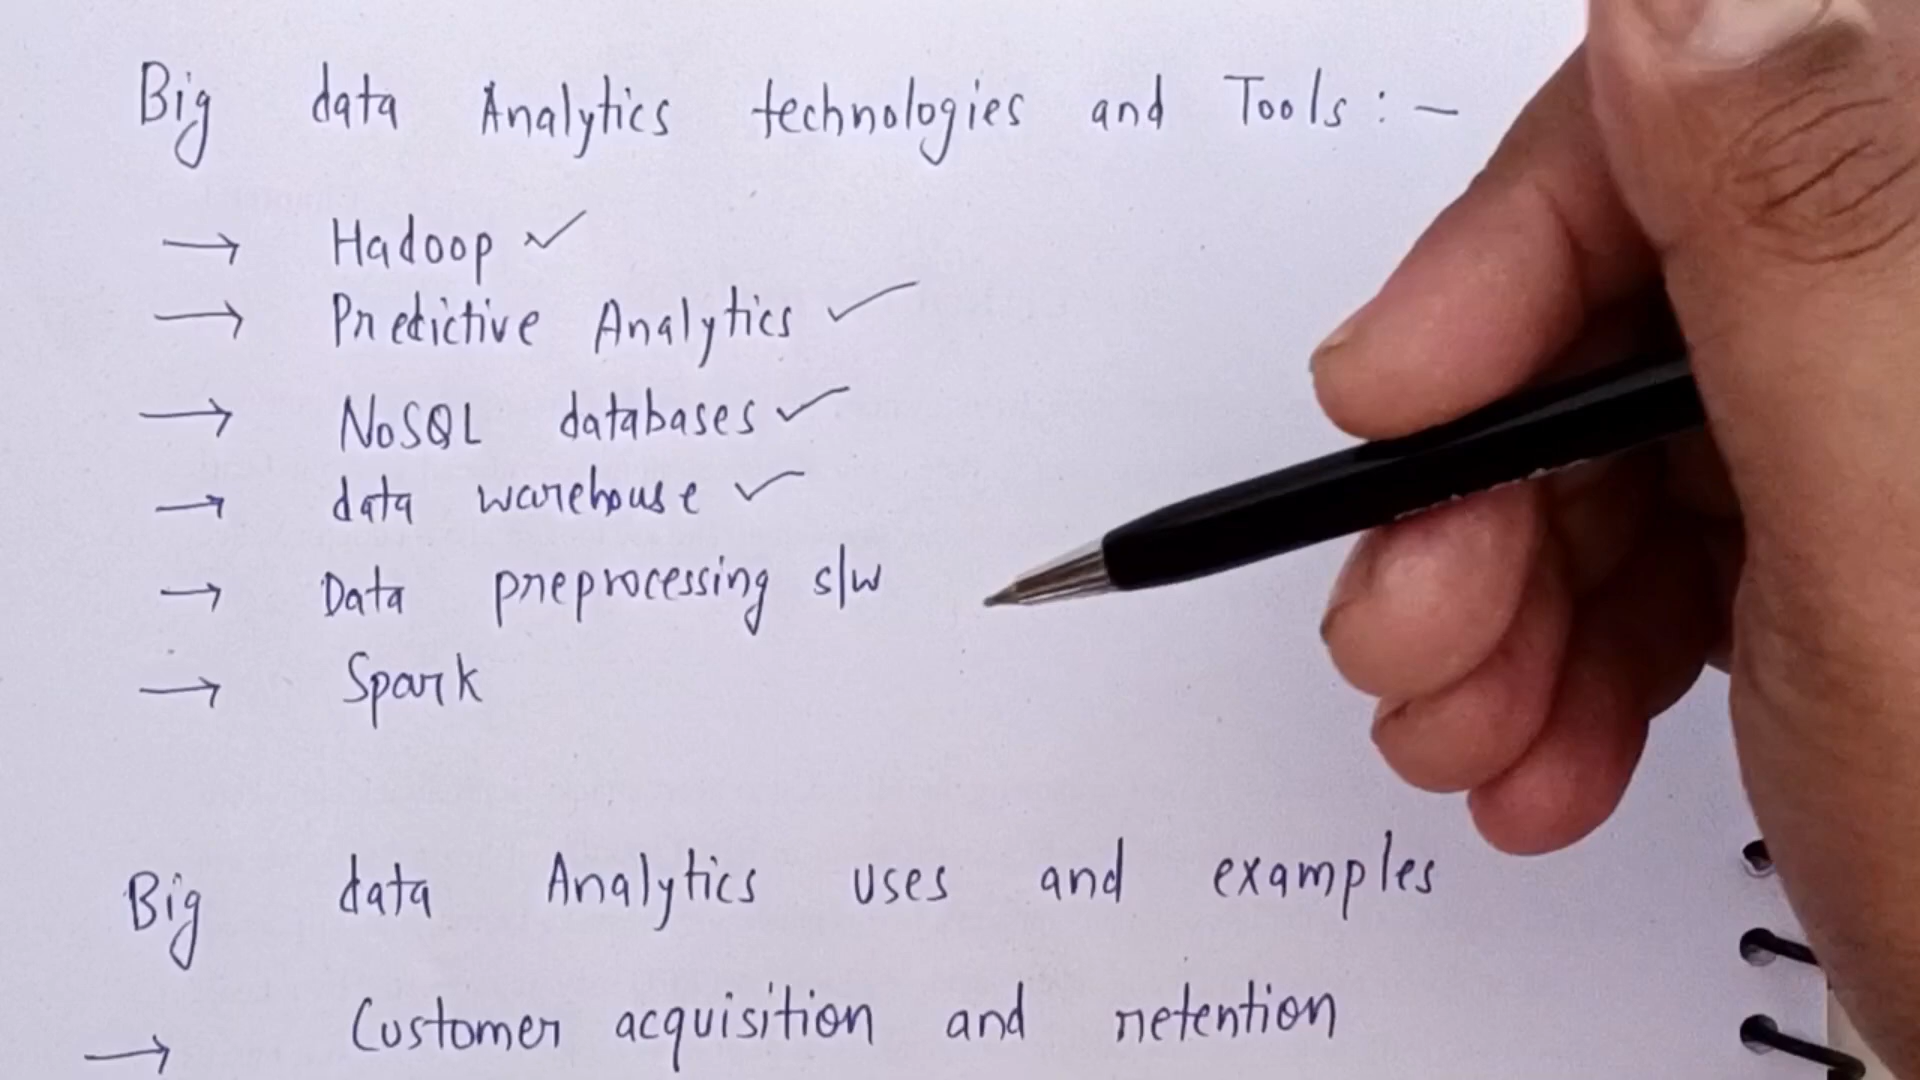 Big data Analytics technologies and Tools : -
→ Hadoop ✓
→ Predictive Analytics ✓
→ NoSQL databases ✓
→ data warehouse ✓
→ Data preprocessing s/w
→ Spark
Big data Analytics uses and examples
→ Customer acquisition and retention